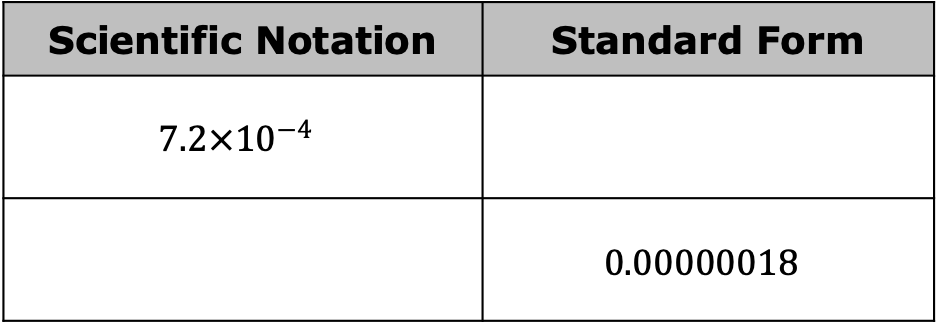 Scientific Notation Standard Form
7.2×10⁻⁴
0.00000018